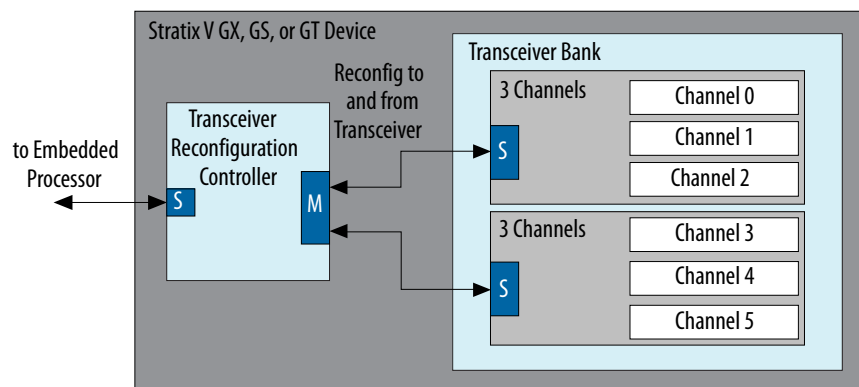 Stratix V GX, GS, or GT Device
Transceiver Bank
Reconfig to
and from
Transceiver
3 Channels
Channel 0
Channel 1
Channel 2
S
Transceiver
Reconfiguration
Controller
to Embedded
Processor
S
M
3 Channels
Channel 3
Channel 4
Channel 5
S